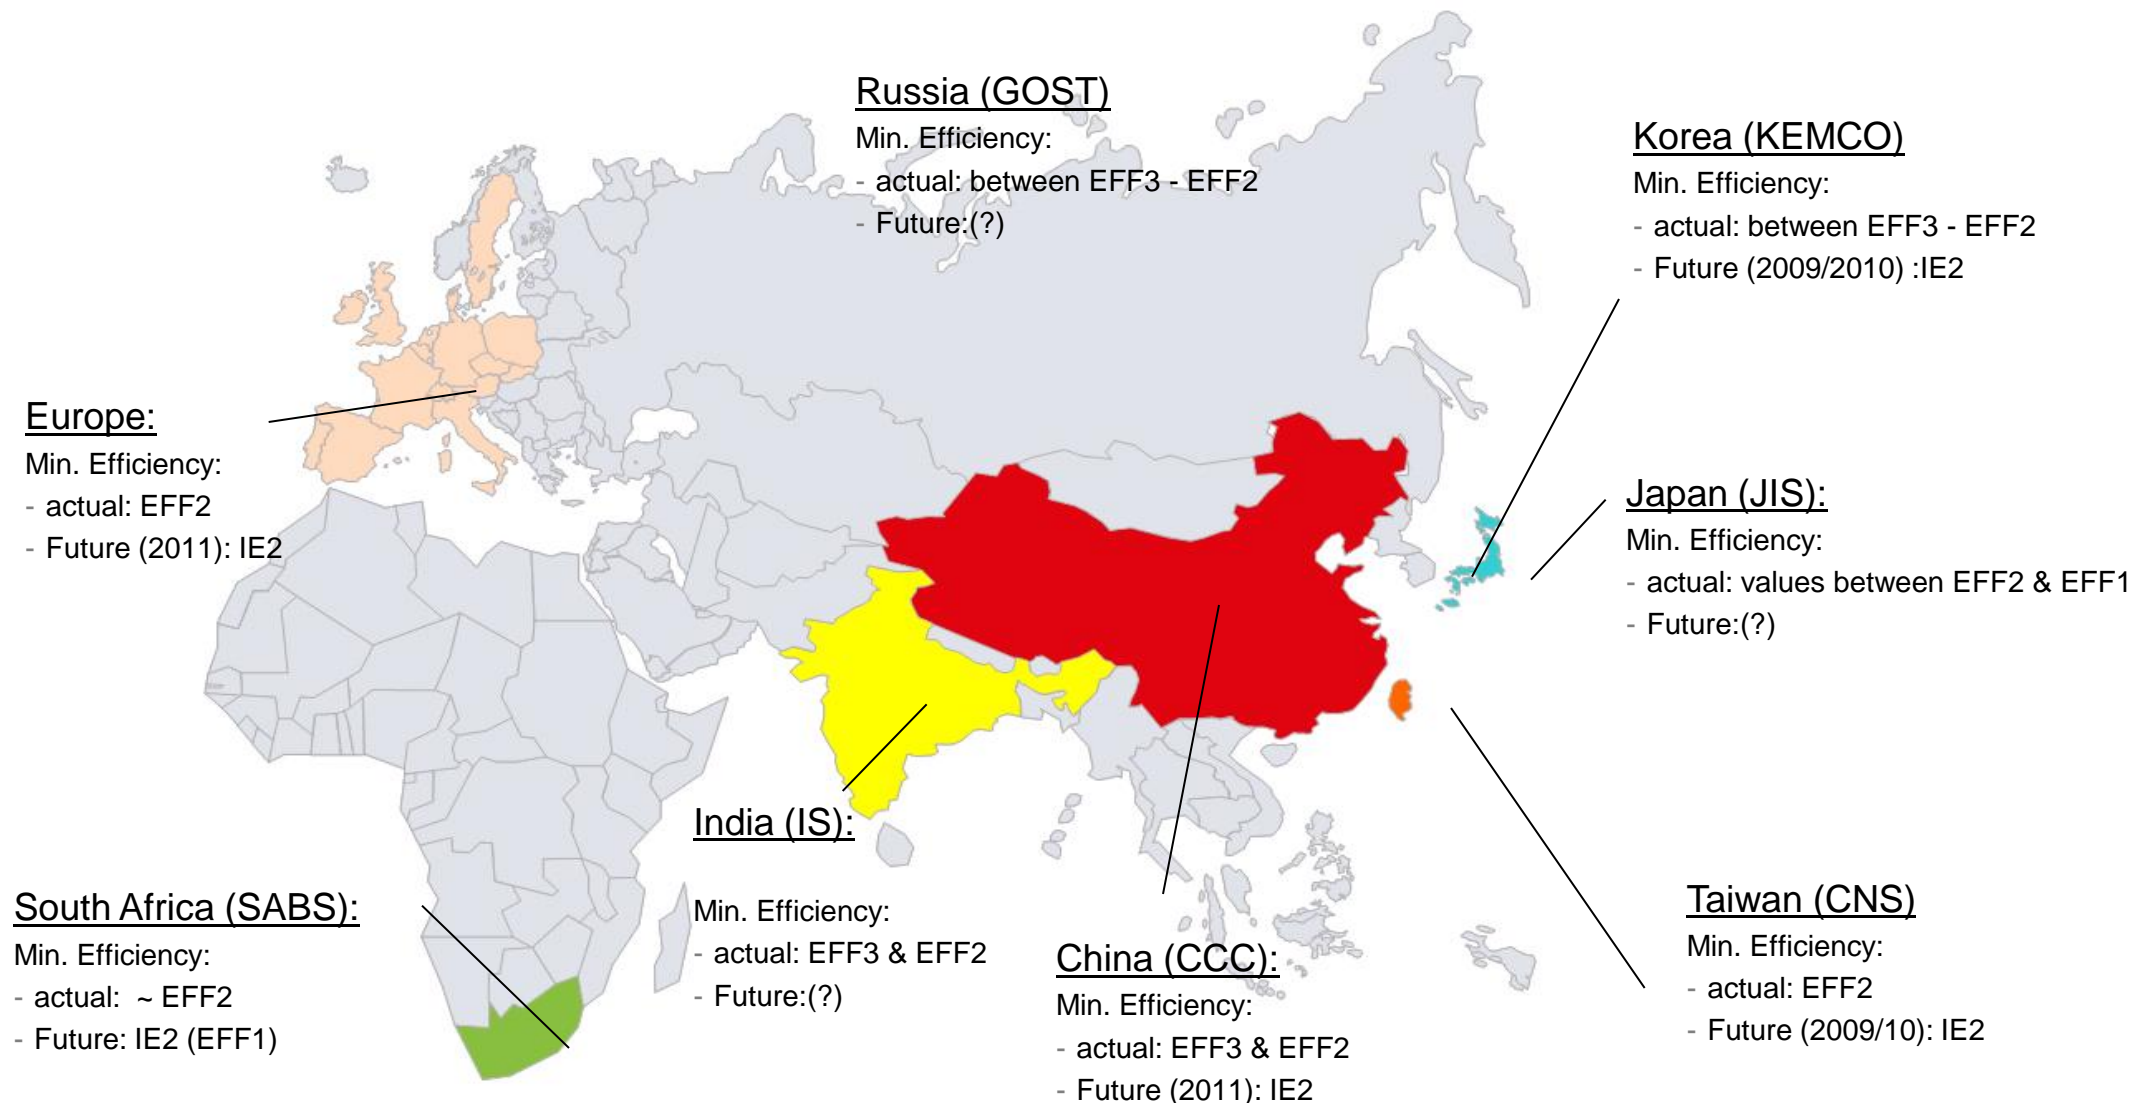 Russia (GOST)
Min. Efficiency:
- actual: between EFF3 - EFF2
- Future:(?)
Korea (KEMCO)
Min. Efficiency:
- actual: between EFF3 - EFF2
- Future (2009/2010) :IE2
Europe:
Min. Efficiency:
- actual: EFF2
- Future (2011): IE2
Japan (JIS):
Min. Efficiency:
- actual: values between EFF2 & EFF1
- Future:(?)
India (IS):
Min. Efficiency:
- actual: EFF3 & EFF2
- Future:(?)
South Africa (SABS):
Min. Efficiency:
- actual:  ~ EFF2
- Future: IE2 (EFF1)
China (CCC):
Min. Efficiency:
- actual: EFF3 & EFF2
- Future (2011): IE2
Taiwan (CNS)
Min. Efficiency:
- actual: EFF2
- Future (2009/10): IE2